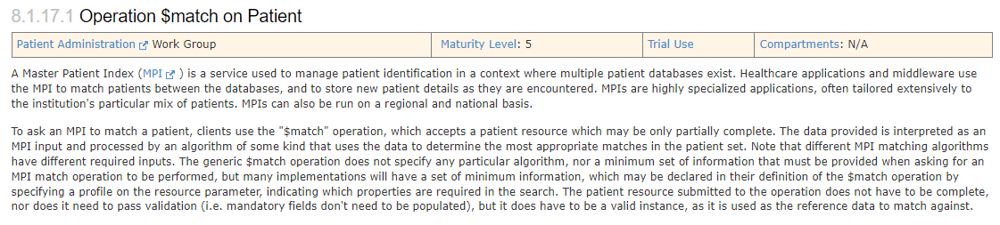 8.1.17.1 Operation $match on Patient
Patient Administration Work Group Maturity Level: 5 Trial Use Compartments: N/A
A Master Patient Index (MPI ) is a service used to manage patient identification in a context where multiple patient databases exist. Healthcare applications and middleware use
the MPI to match patients between the databases, and to store new patient details as they are encountered. MPIs are highly specialized applications, often tailored extensively to
the institution's particular mix of patients. MPIs can also be run on a regional and national basis.
To ask an MPI to match a patient, clients use the "$match" operation, which accepts a patient resource which may be only partially complete. The data provided is interpreted as an
MPI input and processed by an algorithm of some kind that uses the data to determine the most appropriate matches in the patient set. Note that different MPI matching algorithms
have different required inputs. The generic $match operation does not specify any particular algorithm, nor a minimum set of information that must be provided when asking for an
MPI match operation to be performed, but many implementations will have a set of minimum information, which may be declared in their definition of the $match operation by
specifying a profile on the resource parameter, indicating which properties are required in the search. The patient resource submitted to the operation does not have to be complete,
nor does it need to pass validation (i.e. mandatory fields don't need to be populated), but it does have to be a valid instance, as it is used as the reference data to match against.